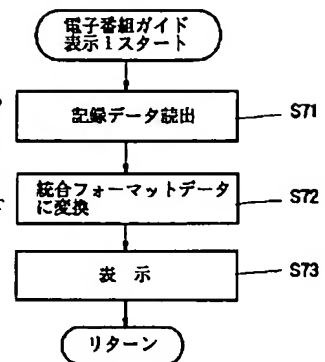 電子番組ガイド
表示1スタート
記録データ読出
S71
統合フォーマットデータ
に変換
S72
表 示
S73
リターン